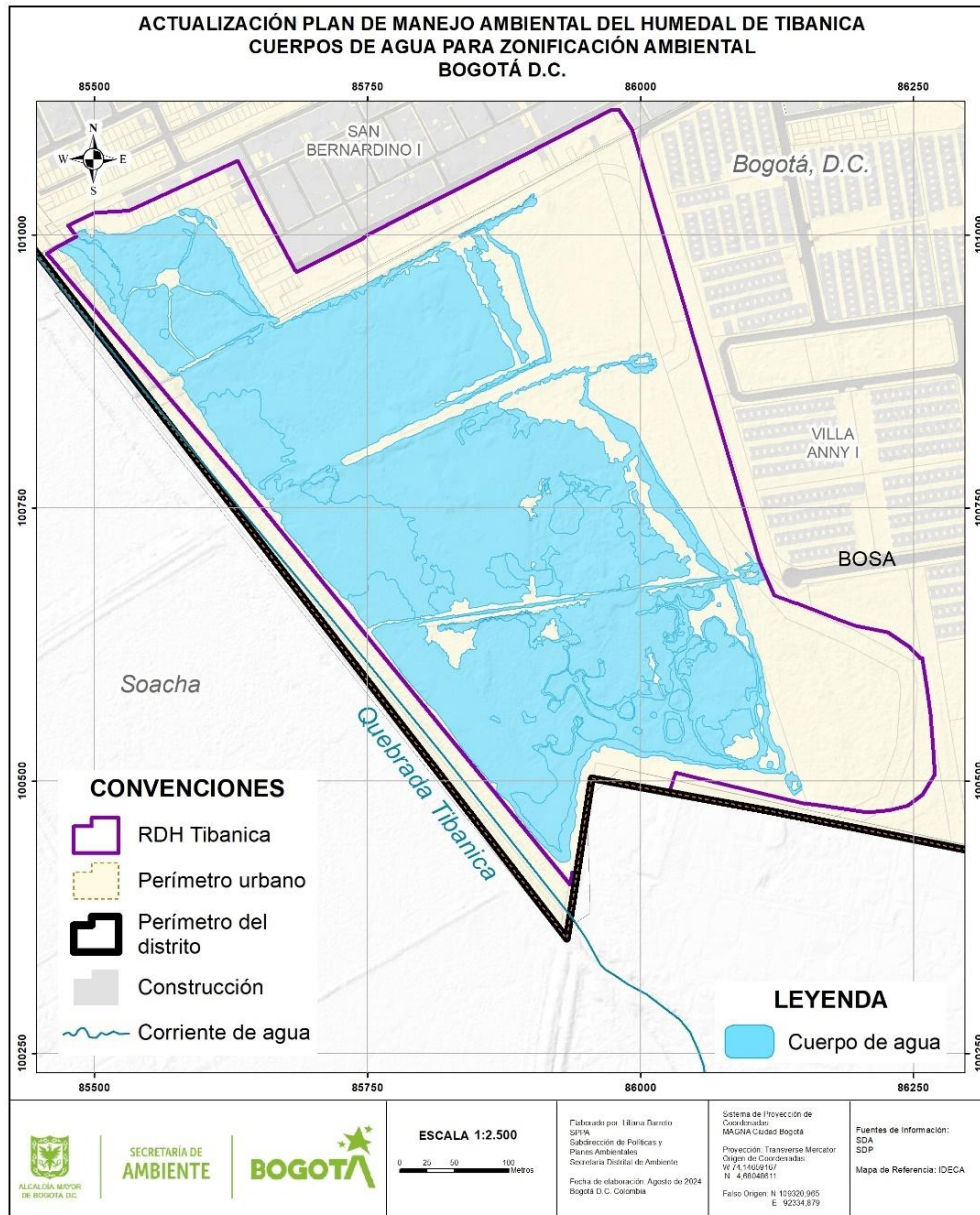 ACTUALIZACIÓN PLAN DE MANEJO AMBIENTAL DEL HUMEDAL DE TIBANICA
CUERPOS DE AGUA PARA ZONIFICACIÓN AMBIENTAL
BOGOTÁ D.C.
85500
85750
86000
86250
N
W
E
S
SAN
BERNARDINO I
Bogotá, D.C.
101000
101000
VILLA
ANNY I
100750
100750
BOSA
Soacha
Quebrada Tibanica
100500
100500
CONVENCIONES
RDH Tibanica
Perímetro urbano
Perímetro del
distrito
Construcción
Corriente de agua
LEYENDA
Cuerpo de agua
100250
100250
85500
85750
86000
86250
ALCALDÍA MAYOR
DE BOGOTÁ D.C.
SECRETARÍA DE
AMBIENTE
BOGOTÁ
ESCALA 1:2.500
0 25 50 100
Metros
Elaborado por: Liliana Barreto
SPPA
Subdirección de Políticas y
Planes Ambientales
Secretaría Distrital de Ambiente
Fecha de elaboración: Agosto de 2024
Bogotá D.C. Colombia
Sistema de Proyección de
Coordenadas
MAGNA Ciudad Bogotá
Proyección: Transverse Mercator
Origen de Coordenadas
W 74,14659167
N 4,68048611
Falso Origen: N 109320,965
E 92334,879
Fuentes de Información:
SDA
SDP
Mapa de Referencia: IDECA